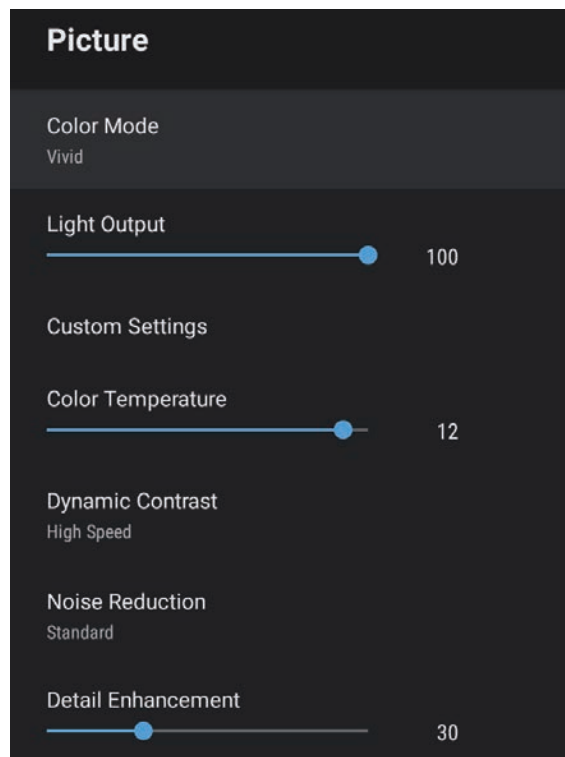 Picture
Color Mode
Vivid
Light Output
100
Custom Settings
Color Temperature
12
Dynamic Contrast
High Speed
Noise Reduction
Standard
Detail Enhancement
30